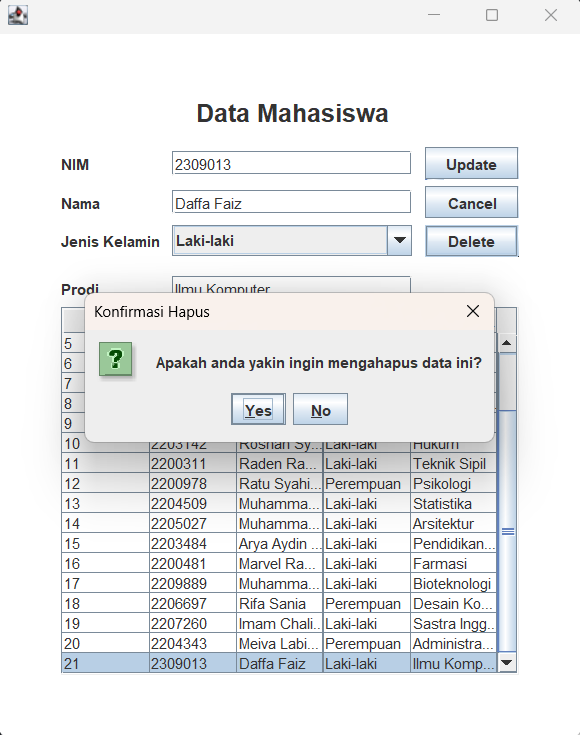 Data Mahasiswa
NIM 2309013 Update
Nama Daffa Faiz Cancel
Jenis Kelamin Laki-laki Delete
Prodi Ilmu Komputer
Konfirmasi Hapus
? Apakah anda yakin ingin mengahapus data ini?
Yes No
5
6
7
8
9
10 2203142 Roshan Sy... Laki-laki Hukum
11 2200311 Raden Ra... Laki-laki Teknik Sipil
12 2200978 Ratu Syahi... Perempuan Psikologi
13 2204509 Muhamma... Laki-laki Statistika
14 2205027 Muhamma... Laki-laki Arsitektur
15 2203484 Arya Aydin ... Laki-laki Pendidikan...
16 2200481 Marvel Ra... Laki-laki Farmasi
17 2209889 Muhamma... Laki-laki Bioteknologi
18 2206697 Rifa Sania Perempuan Desain Ko...
19 2207260 Imam Chali... Laki-laki Sastra Ingg...
20 2204343 Meiva Labi... Perempuan Administra...
21 2309013 Daffa Faiz Laki-laki Ilmu Komp...